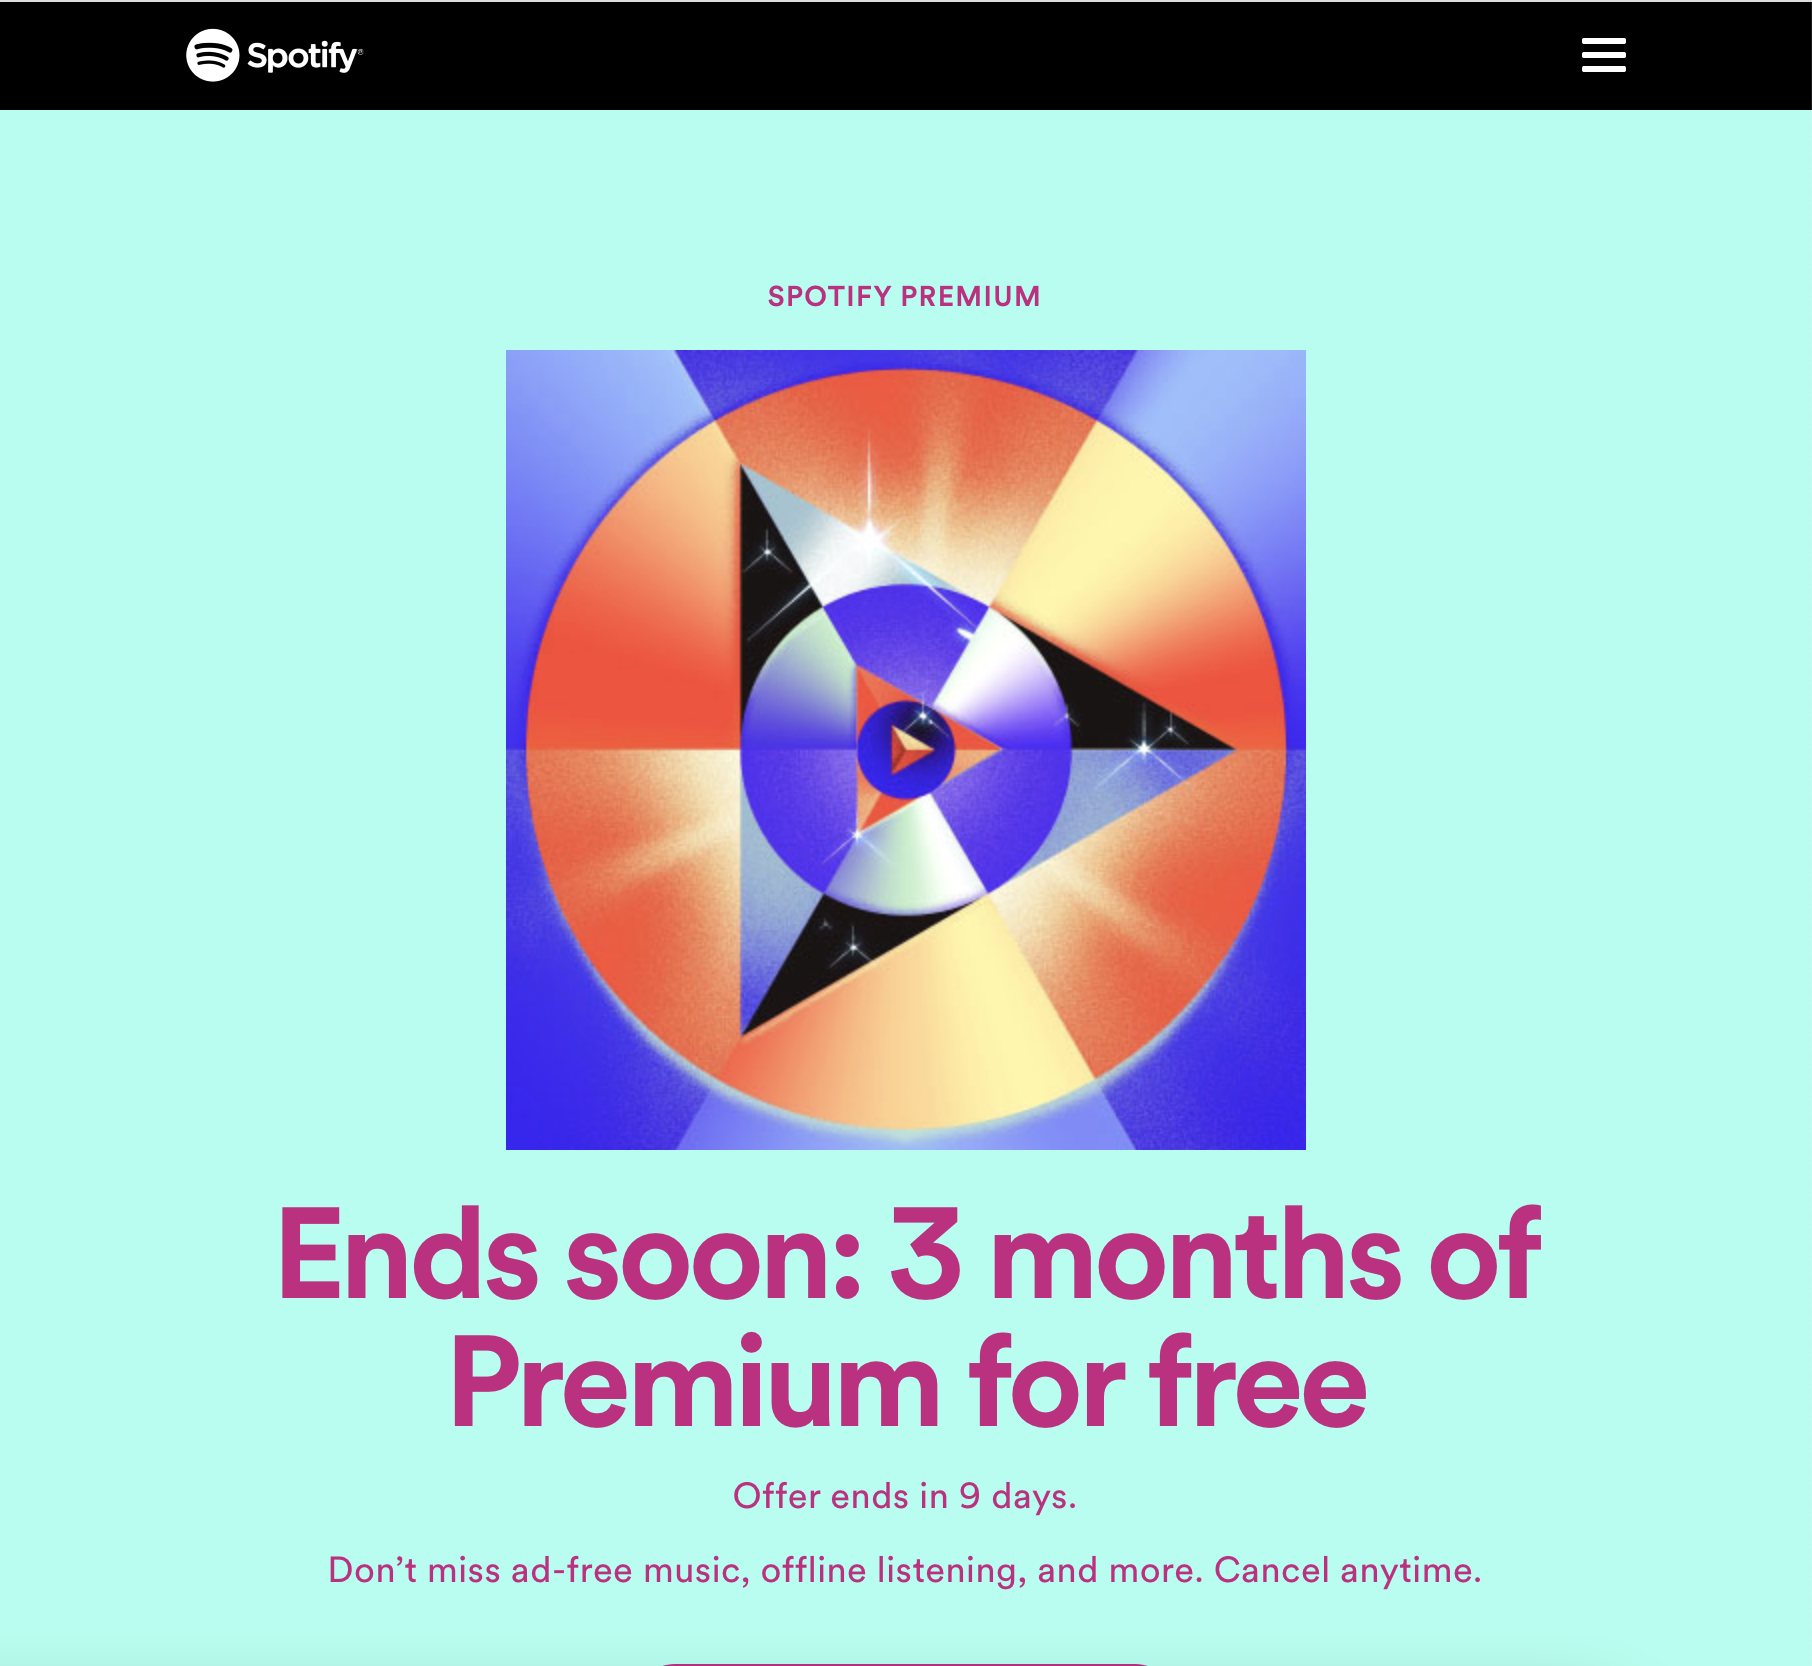 Spotify®
SPOTIFY PREMIUM
Ends soon: 3 months of
Premium for free
Offer ends in 9 days.
Don’t miss ad-free music, offline listening, and more. Cancel anytime.